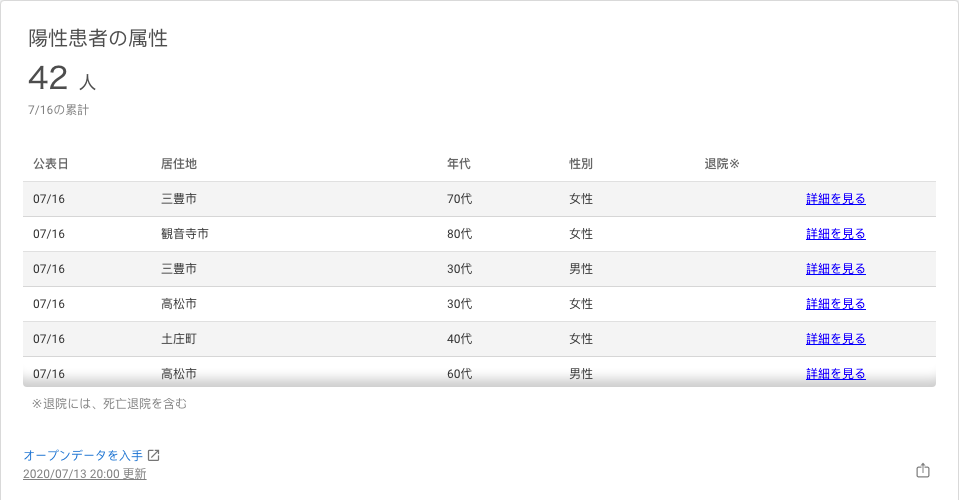 陽性患者の属性
42 人
7/16の累計
公表日 居住地 年代 性別 退院※
07/16 三豊市 70代 女性 詳細を見る
07/16 観音寺市 80代 女性 詳細を見る
07/16 三豊市 30代 男性 詳細を見る
07/16 高松市 30代 女性 詳細を見る
07/16 土庄町 40代 女性 詳細を見る
07/16 高松市 60代 男性 詳細を見る
※退院には、死亡退院を含む
オープンデータを入手
2020/07/13 20:00 更新